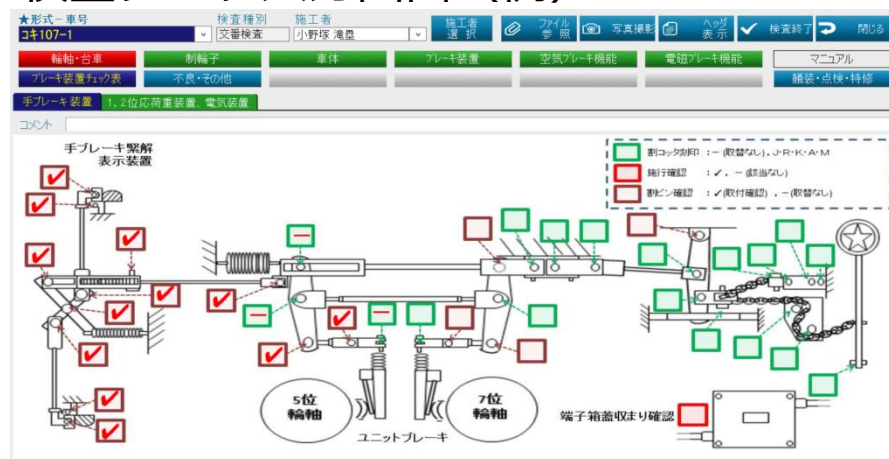 ★形式－車号
検査種別
施工者
コキ107-1
交番検査
小野塚 滝塁
施工者
選択
ファイル
参照
写真撮影
ヘッダ
表示
検査終了
閉じる
輪軸・台車
制輪子
車体
ブレーキ装置
空気ブレーキ機能
電磁ブレーキ機能
マニュアル
ブレーキ装置チェック表
不良・その他
艤装・点検・特修
手ブレーキ装置
1,2位応荷重装置,電気装置
コメント
手ブレーキ緊解
表示装置
割コッタ刻印 ：－(取替なし),J・R・K・A・M
施行確認 ：✓,－(該当なし)
割ピン確認 ：✓(取付確認),－(取替なし)
5位
輪軸
7位
輪軸
ユニットブレーキ
端子箱蓋収まり確認